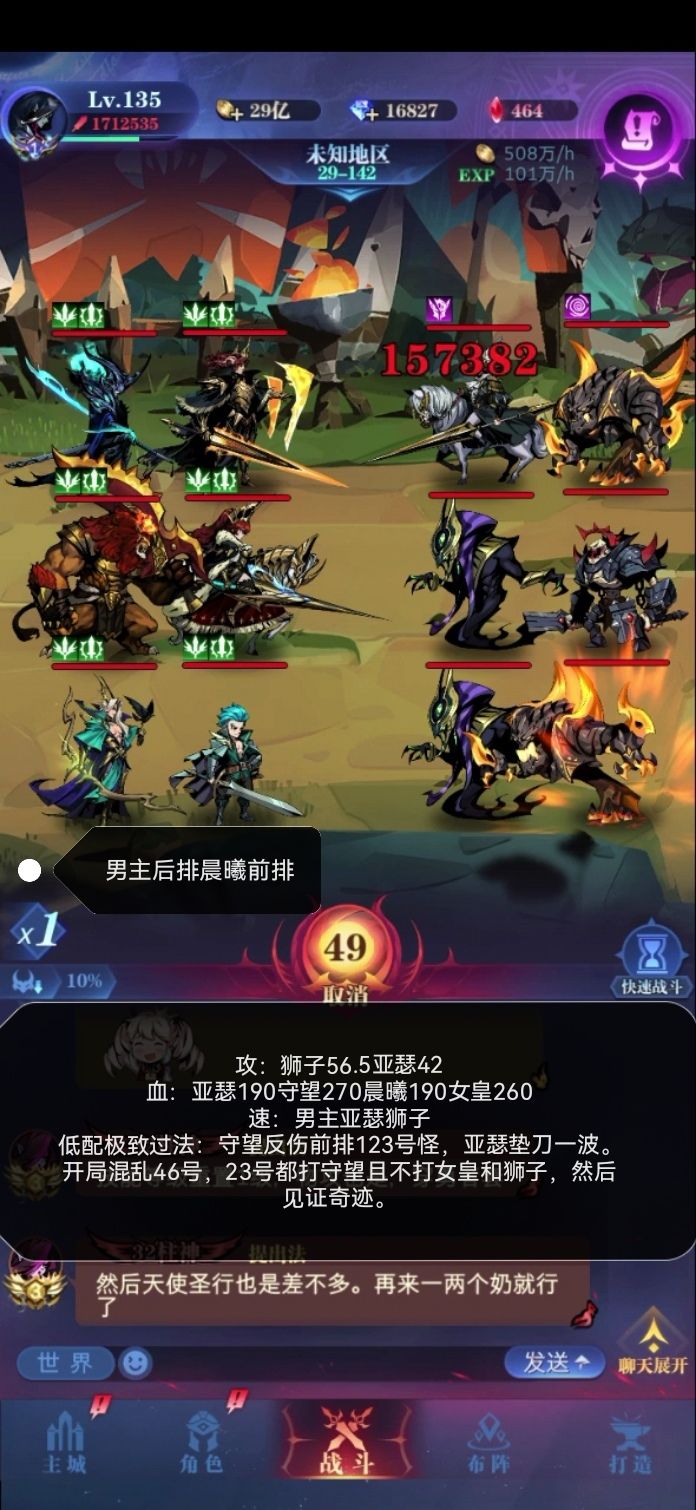 Lv.135
1712535
29亿
16827
464
未知地区
29-142
508万/h
EXP 101万/h
157382
男主后排晨曦前排
x1
49
取消
10%
快速战斗
攻：狮子56.5亚瑟42
血：亚瑟190守望270晨曦190女皇260
速：男主亚瑟狮子
低配极致过法：守望反伤前排123号怪，亚瑟垫刀一波。
开局混乱46号，23号都打守望且不打女皇和狮子，然后
见证奇迹。
32柱神
提出法
3
然后天使圣行也是差不多。再来一两个奶就行
了
世界
发送
聊天展开
主城
角色
战斗
布阵
打造